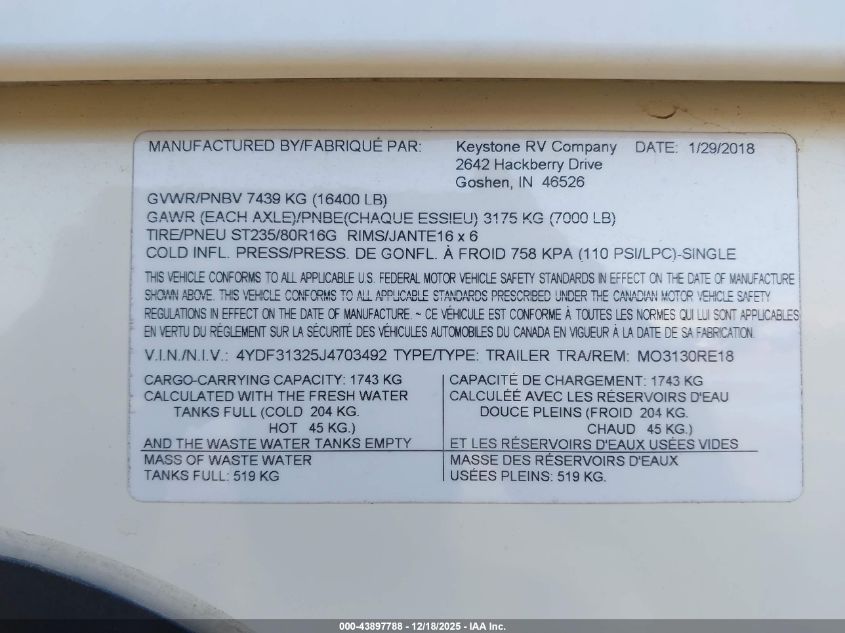 MANUFACTURED BY/FABRIQUÉ PAR: Keystone RV Company DATE: 1/29/2018
2642 Hackberry Drive
Goshen, IN 46526
GVWR/PNBV 7439 KG (16400 LB)
GAWR (EACH AXLE)/PNBE(CHAQUE ESSIEU) 3175 KG (7000 LB)
TIRE/PNEU ST235/80R16G RIMS/JANTE16 x 6
COLD INFL. PRESS/PRESS. DE GONFL. À FROID 758 KPA (110 PSI/LPC)-SINGLE
THIS VEHICLE CONFORMS TO ALL APPLICABLE U.S. FEDERAL MOTOR VEHICLE SAFETY STANDARDS IN EFFECT ON THE DATE OF MANUFACTURE
SHOWN ABOVE. THIS VEHICLE CONFORMS TO ALL APPLICABLE STANDARDS PRESCRIBED UNDER THE CANADIAN MOTOR VEHICLE SAFETY
REGULATIONS IN EFFECT ON THE DATE OF MANUFACTURE. ~ CE VÉHICULE EST CONFORME À TOUTES LES NORMES QUI LUI SONT APPLICABLES
EN VERTU DU RÉGLEMENT SUR LA SÉCURITÉ DES VÉHICULES AUTOMOBILES DU CANADA EN VIGUEUR À LA DATE DE SA FABRICATION.
V.I.N./N.I.V.: 4YDF31325J4703492 TYPE/TYPE: TRAILER TRA/REM: MO3130RE18
CARGO-CARRYING CAPACITY: 1743 KG
CALCULATED WITH THE FRESH WATER
TANKS FULL (COLD 204 KG.
HOT 45 KG.)
AND THE WASTE WATER TANKS EMPTY
MASS OF WASTE WATER
TANKS FULL: 519 KG
CAPACITÉ DE CHARGEMENT: 1743 KG
CALCULÉE AVEC LES RÉSERVOIRS D'EAU
DOUCE PLEINS (FROID 204 KG.
CHAUD 45 KG.)
ET LES RÉSERVOIRS D'EAUX USÉES VIDES
MASSE DES RÉSERVOIRS D'EAUX
USÉES PLEINS: 519 KG.
000-43897788 - 12/18/2025 - IAA Inc.